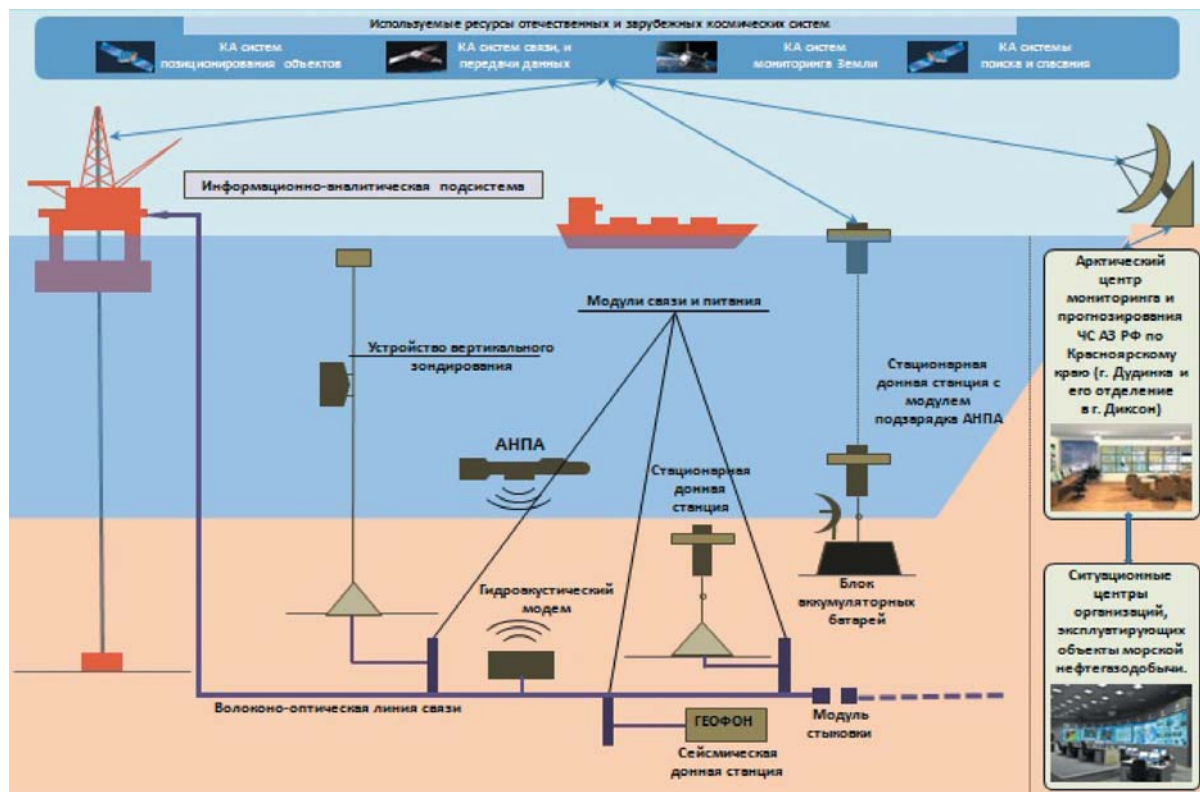 Используемые ресурсы отечественных и зарубежных космических систем
КА систем
позиционирования объектов
КА систем связи, и
передачи данных
КА систем
мониторинга Земли
КА системы
поиска и спасания
Информационно-аналитическая подсистема
Модули связи и питания
Устройство вертикального
зондирования
АНПА
Стационарная
донная
станция
Стационарная
донная станция с
модулем
подзарядка АНПА
Гидроакустический
модем
Блок
аккумуляторных
батарей
Волоконо-оптическая линия связи
ГЕОФОН
Сейсмическая
донная станция
Модуль
стыковки
Арктический
центр
мониторинга и
прогнозирования
ЧС АЗ РФ по
Красноярскому
краю (г. Дудинка и
его отделение
в г. Диксон)
Ситуационные
центры
организаций,
эксплуатирующих
объекты морской
нефтегазодобычи.